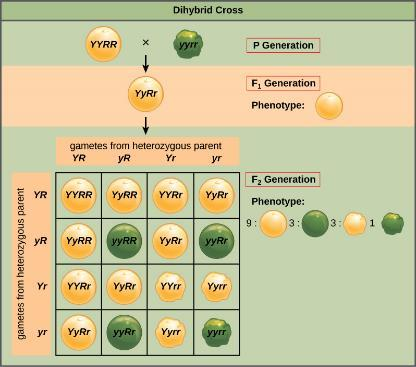 Dihybrid Cross
YYRR × yyrr
P Generation
YyRr
F1 Generation
Phenotype:
gametes from heterozygous parent
YR yR Yr yr
gametes from heterozygous parent
YR YYRR YyRR YYRr YyRr
yR YyRR yyRR YyRr yyRr
Yr YYRr YyRr YYrr Yyrr
yr YyRr yyRr Yyrr yyrr
F2 Generation
Phenotype:
9 : 3 : 3 : 1